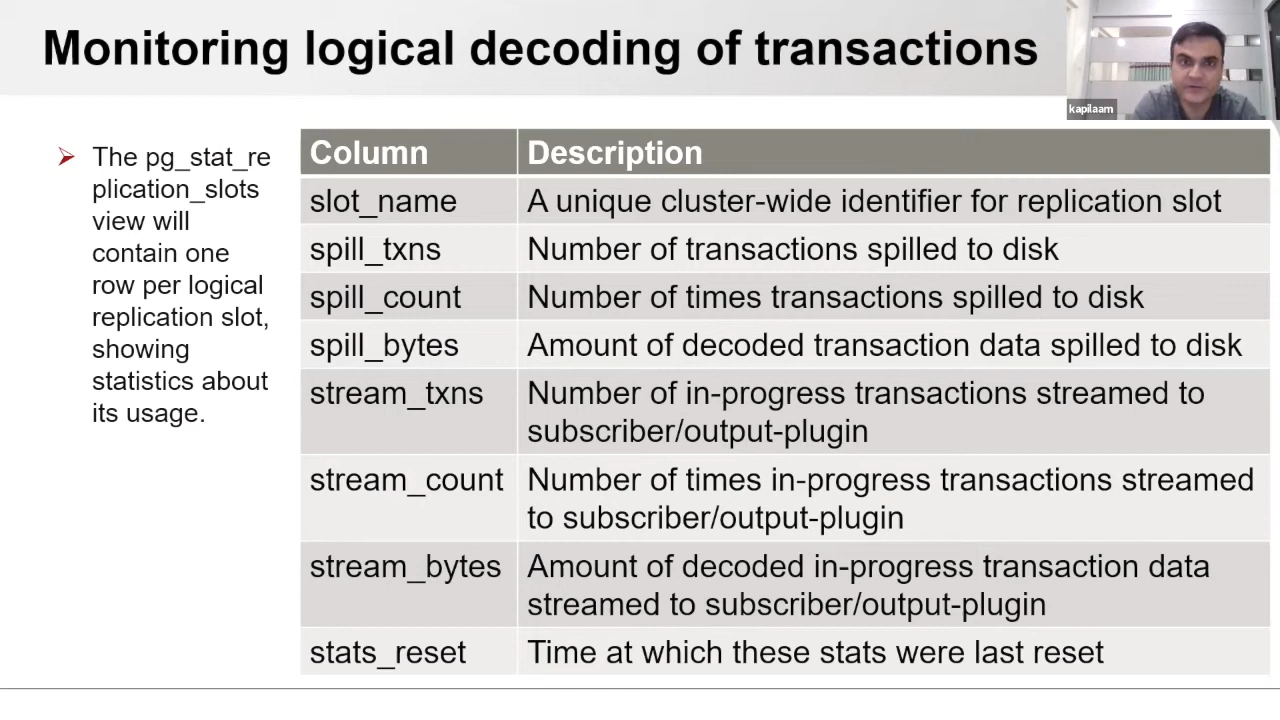 Monitoring logical decoding of transactions
kapilaam
The pg_stat_re
plication_slots
view will
contain one
row per logical
replication slot,
showing
statistics about
its usage.
Column Description
slot_name A unique cluster-wide identifier for replication slot
spill_txns Number of transactions spilled to disk
spill_count Number of times transactions spilled to disk
spill_bytes Amount of decoded transaction data spilled to disk
stream_txns Number of in-progress transactions streamed to
subscriber/output-plugin
stream_count Number of times in-progress transactions streamed
to subscriber/output-plugin
stream_bytes Amount of decoded in-progress transaction data
streamed to subscriber/output-plugin
stats_reset Time at which these stats were last reset